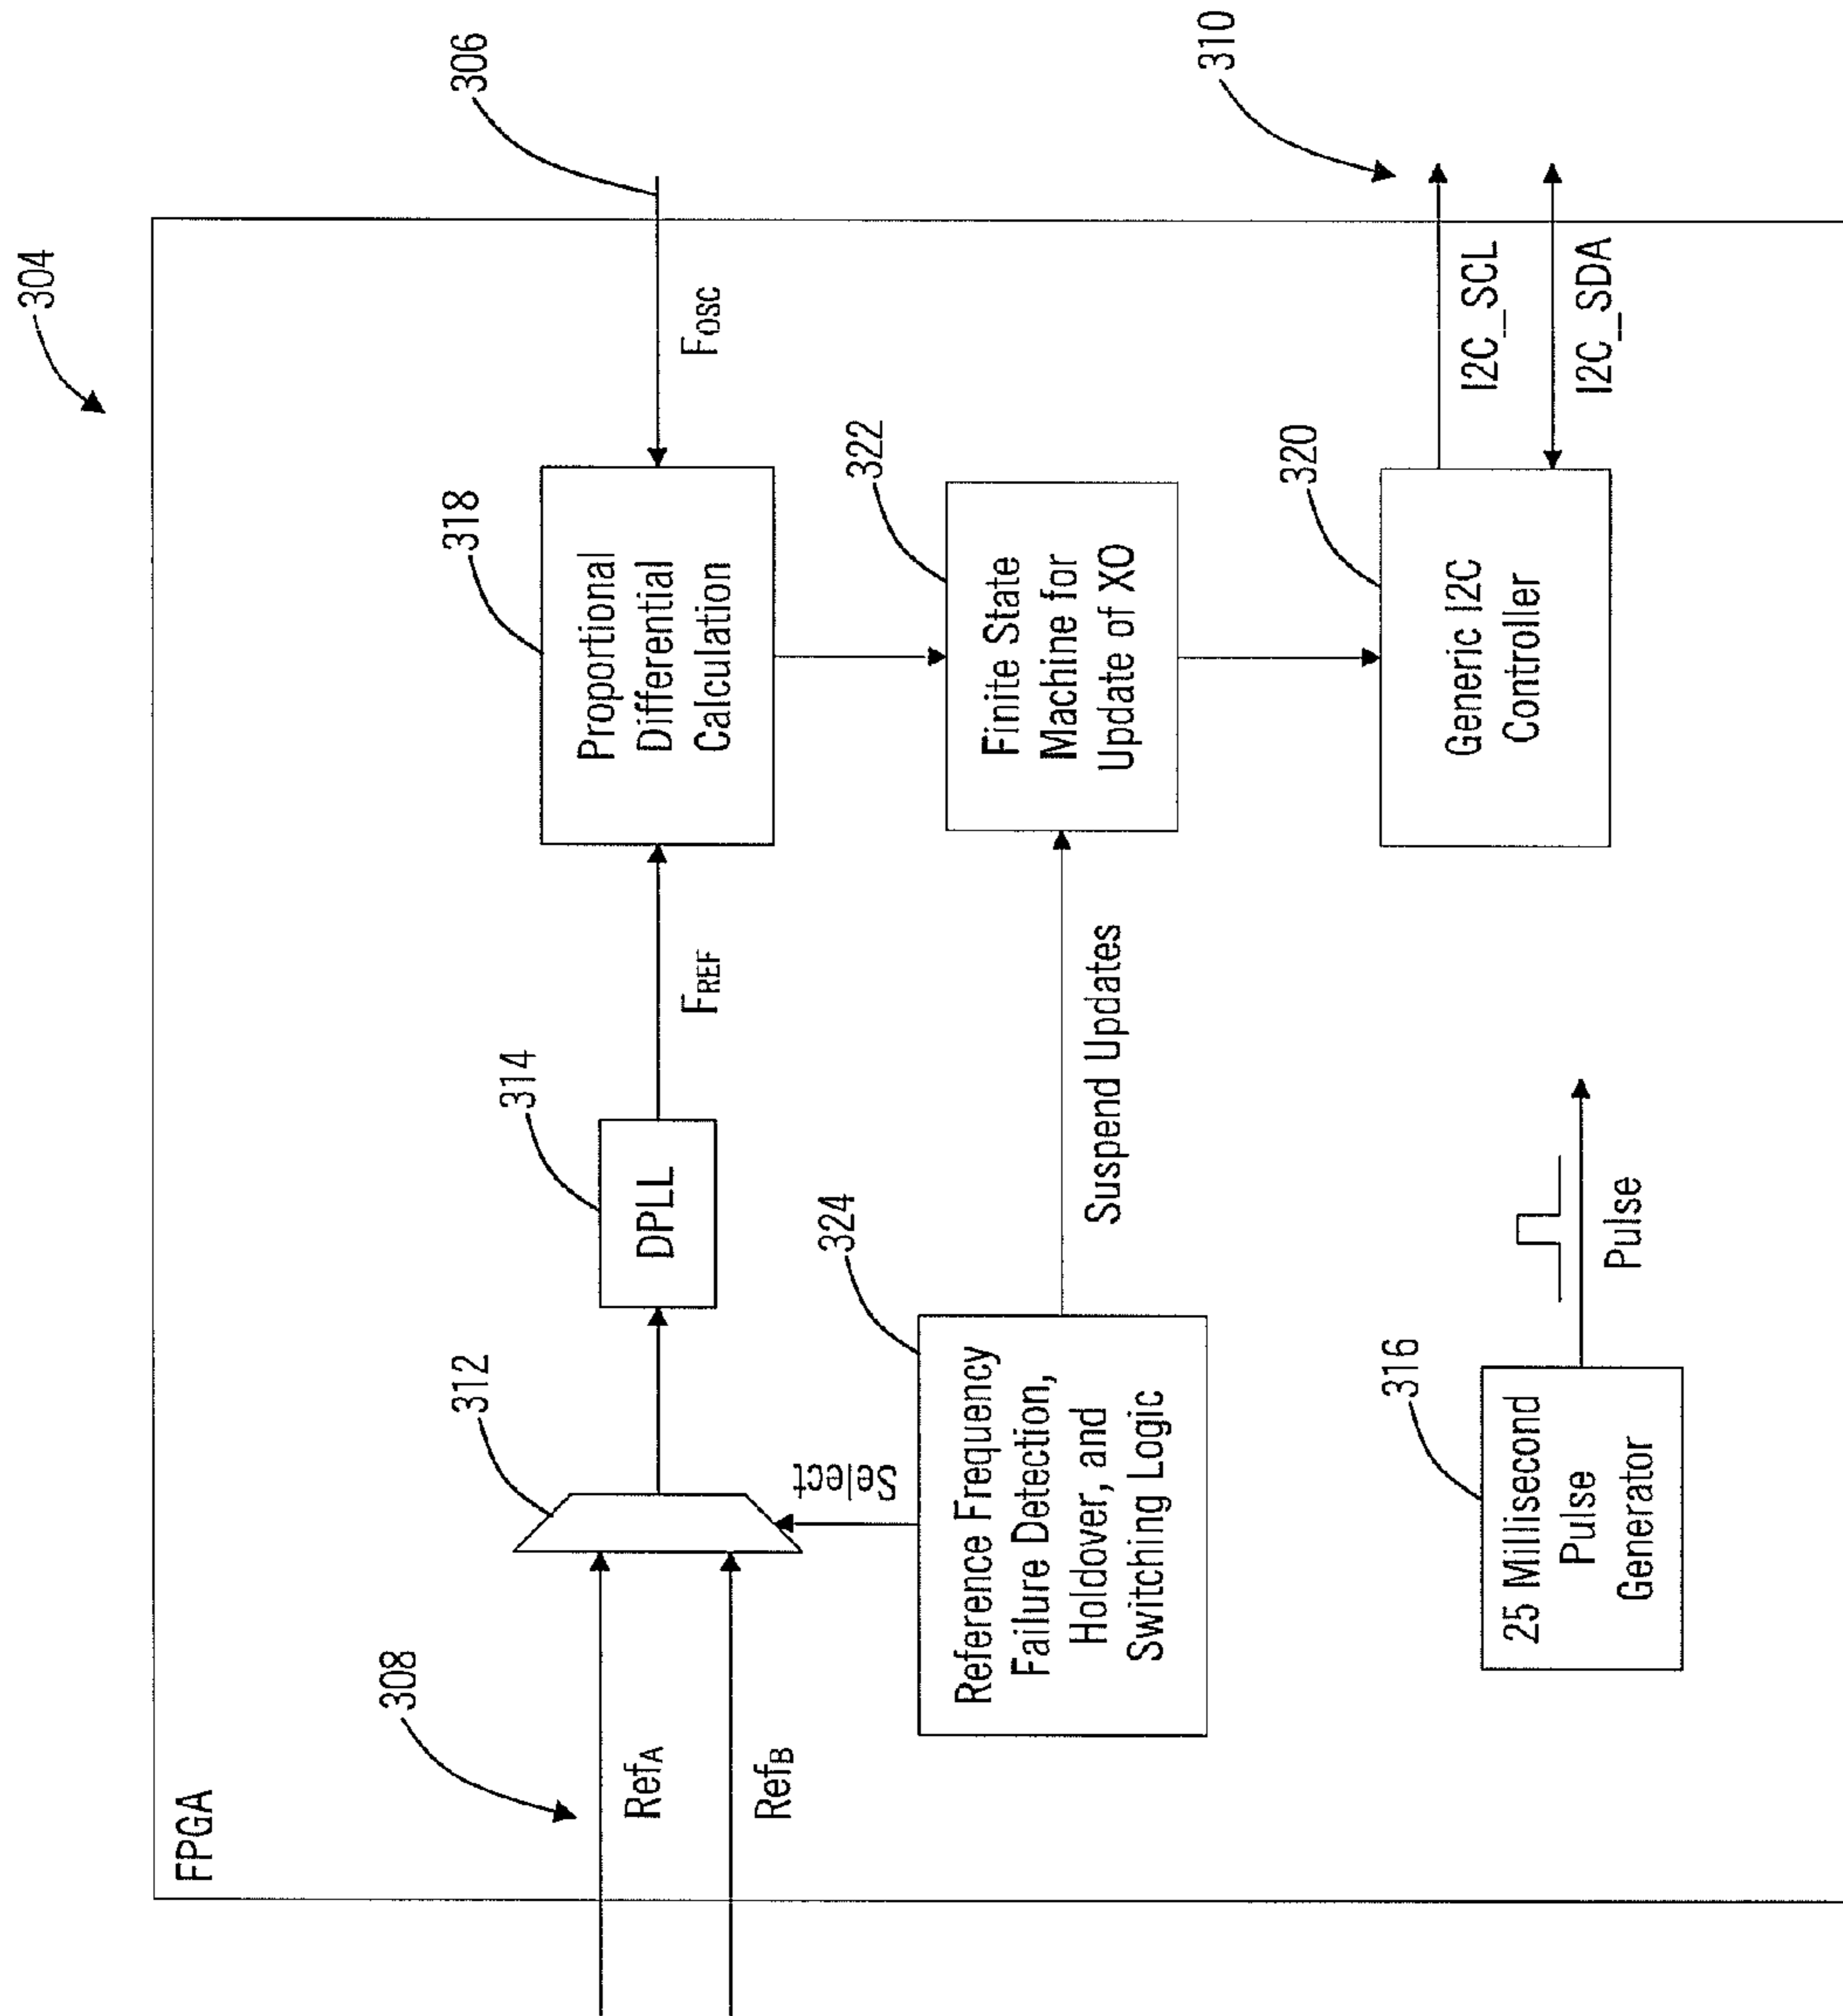 304
FPGA
306
308
310
312
314
318
RefA
RefB
DPLL
FREF
Proportional
Differential
Calculation
FOSC
Select
324
322
Reference Frequency
Failure Detection,
Holdover, and
Switching Logic
Suspend Updates
Finite State
Machine for
Update of XO
316
320
25 Millisecond
Pulse
Generator
Pulse
Generic I2C
Controller
I2C_SCL
I2C_SDA